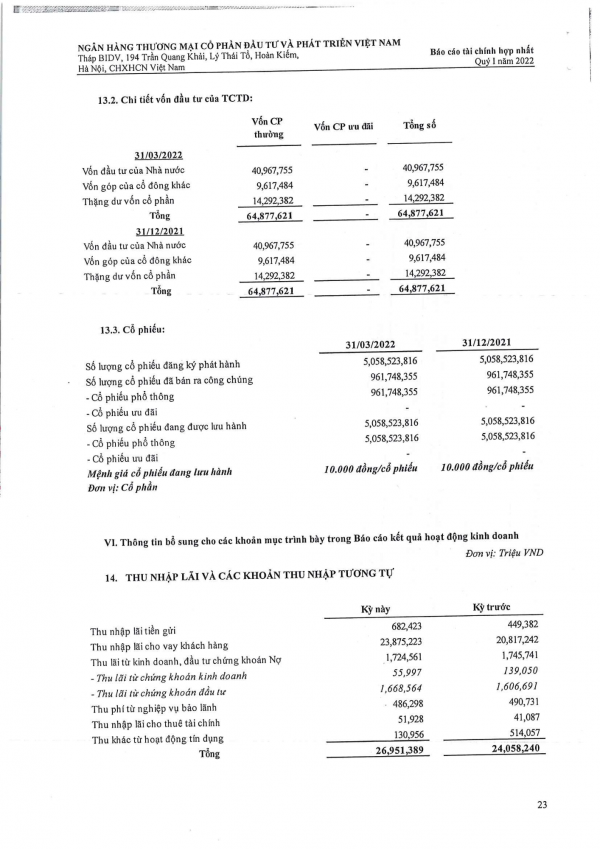 NGÂN HÀNG THƯƠNG MẠI CỔ PHẦN ĐẦU TƯ VÀ PHÁT TRIỂN VIỆT NAM
Tháp BIDV, 194 Trần Quang Khải, Lý Thái Tổ, Hoàn Kiếm, Báo cáo tài chính hợp nhất
Hà Nội, CHXHCN Việt Nam Quý 1 năm 2022
13.2. Chi tiết vốn đầu tư của TCTD:
Vốn CP thường Vốn CP ưu đãi Tổng số
31/03/2022
Vốn đầu tư của Nhà nước 40,967,755 - 40,967,755
Vốn góp của cổ đông khác 9,617,484 - 9,617,484
Thặng dư vốn cổ phần 14,292,382 - 14,292,382
Tổng 64,877,621 - 64,877,621
31/12/2021
Vốn đầu tư của Nhà nước 40,967,755 - 40,967,755
Vốn góp của cổ đông khác 9,617,484 - 9,617,484
Thặng dư vốn cổ phần 14,292,382 - 14,292,382
Tổng 64,877,621 - 64,877,621
13.3. Cổ phiếu:
31/03/2022 31/12/2021
Số lượng cổ phiếu đăng ký phát hành 5,058,523,816 5,058,523,816
Số lượng cổ phiếu đã bán ra công chúng 961,748,355 961,748,355
- Cổ phiếu phổ thông 961,748,355 961,748,355
- Cổ phiếu ưu đãi - -
Số lượng cổ phiếu đang được lưu hành 5,058,523,816 5,058,523,816
- Cổ phiếu phổ thông 5,058,523,816 5,058,523,816
- Cổ phiếu ưu đãi - -
Mệnh giá cổ phiếu đang lưu hành 10.000 đồng/cổ phiếu 10.000 đồng/cổ phiếu
Đơn vị: Cổ phần
VI. Thông tin bổ sung cho các khoản mục trình bày trong Báo cáo kết quả hoạt động kinh doanh
Đơn vị: Triệu VND
14. THU NHẬP LÃI VÀ CÁC KHOẢN THU NHẬP TƯƠNG TỰ
Kỳ này Kỳ trước
Thu nhập lãi tiền gửi 682,423 449,382
Thu nhập lãi cho vay khách hàng 23,875,223 20,817,242
Thu lãi từ kinh doanh, đầu tư chứng khoán Nợ 1,724,561 1,745,741
- Thu lãi từ chứng khoán kinh doanh 55,997 139,050
- Thu lãi từ chứng khoán đầu tư 1,668,564 1,606,691
Thu phí từ nghiệp vụ bảo lãnh 486,298 490,731
Thu nhập lãi cho thuê tài chính 51,928 41,087
Thu khác từ hoạt động tín dụng 130,956 514,057
Tổng 26,951,389 24,058,240
23